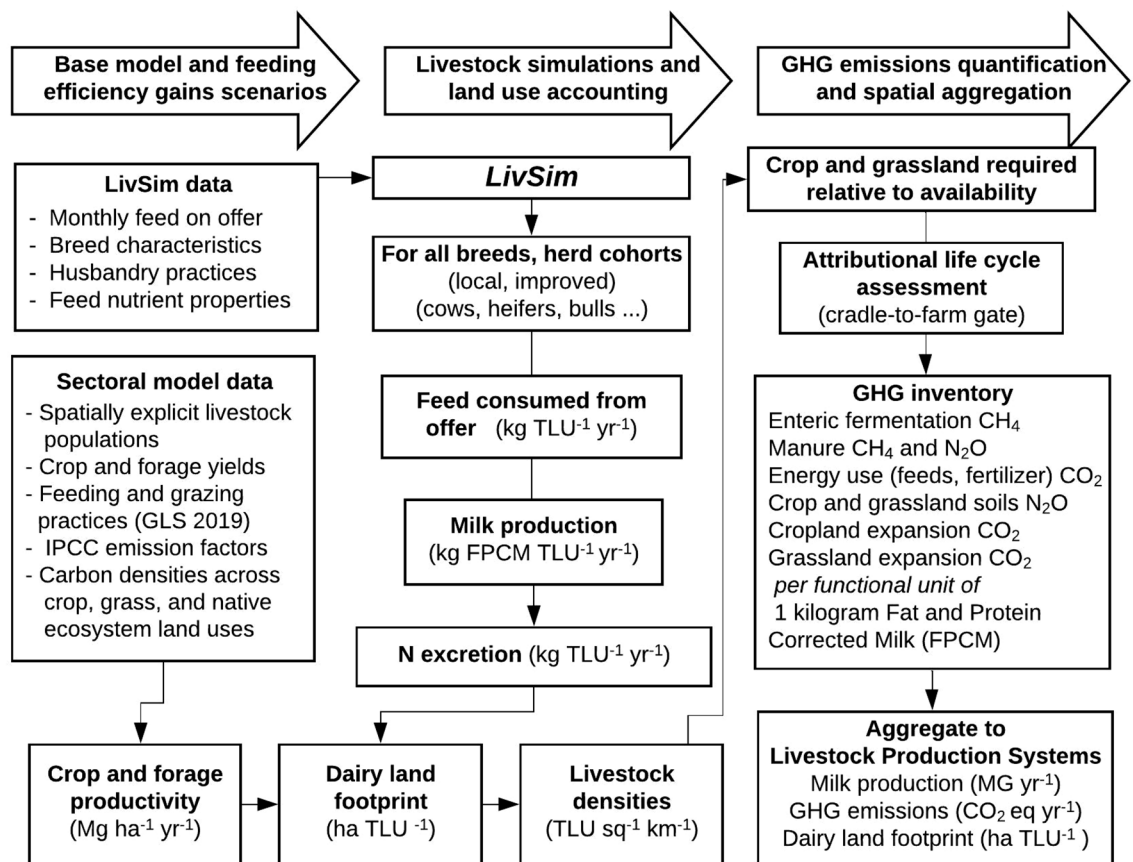 Base model and feeding
efficiency gains scenarios
Livestock simulations and
land use accounting
GHG emissions quantification
and spatial aggregation
LivSim data
- Monthly feed on offer
- Breed characteristics
- Husbandry practices
- Feed nutrient properties
Sectoral model data
- Spatially explicit livestock
populations
- Crop and forage yields
- Feeding and grazing
practices (GLS 2019)
- IPCC emission factors
- Carbon densities across
crop, grass, and native
ecosystem land uses
Crop and forage
productivity
(Mg ha⁻¹ yr⁻¹)
LivSim
For all breeds, herd cohorts
(local, improved)
(cows, heifers, bulls ...)
Feed consumed from
offer (kg TLU⁻¹ yr⁻¹)
Milk production
(kg FPCM TLU⁻¹ yr⁻¹)
N excretion (kg TLU⁻¹ yr⁻¹)
Dairy land
footprint
(ha TLU ⁻¹)
Livestock
densities
(TLU sq⁻¹ km⁻¹)
Crop and grassland required
relative to availability
Attributional life cycle
assessment
(cradle-to-farm gate)
GHG inventory
Enteric fermentation CH₄
Manure CH₄ and N₂O
Energy use (feeds, fertilizer) CO₂
Crop and grassland soils N₂O
Cropland expansion CO₂
Grassland expansion CO₂
per functional unit of
1 kilogram Fat and Protein
Corrected Milk (FPCM)
Aggregate to
Livestock Production Systems
Milk production (MG yr⁻¹)
GHG emissions (CO₂ eq yr⁻¹)
Dairy land footprint (ha TLU⁻¹ )